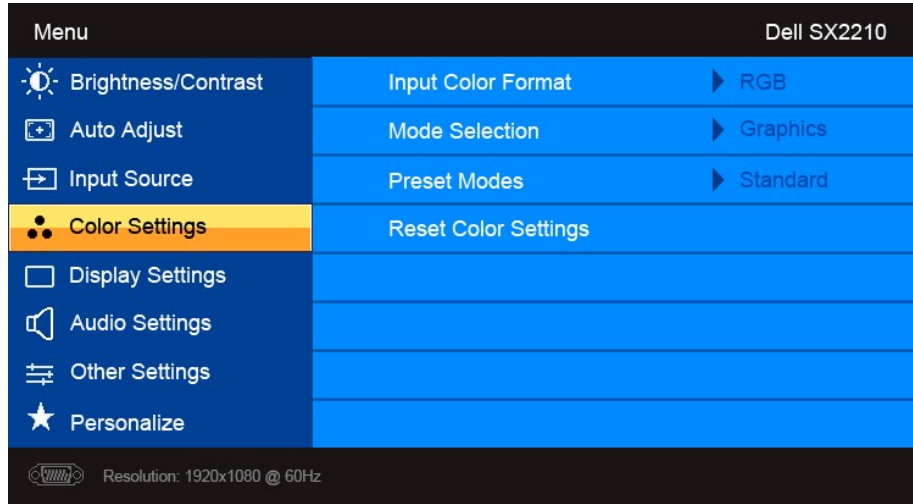 Menu Dell SX2210
Brightness/Contrast Input Color Format RGB
Auto Adjust Mode Selection Graphics
Input Source Preset Modes Standard
Color Settings Reset Color Settings
Display Settings
Audio Settings
Other Settings
Personalize
Resolution: 1920x1080 @ 60Hz